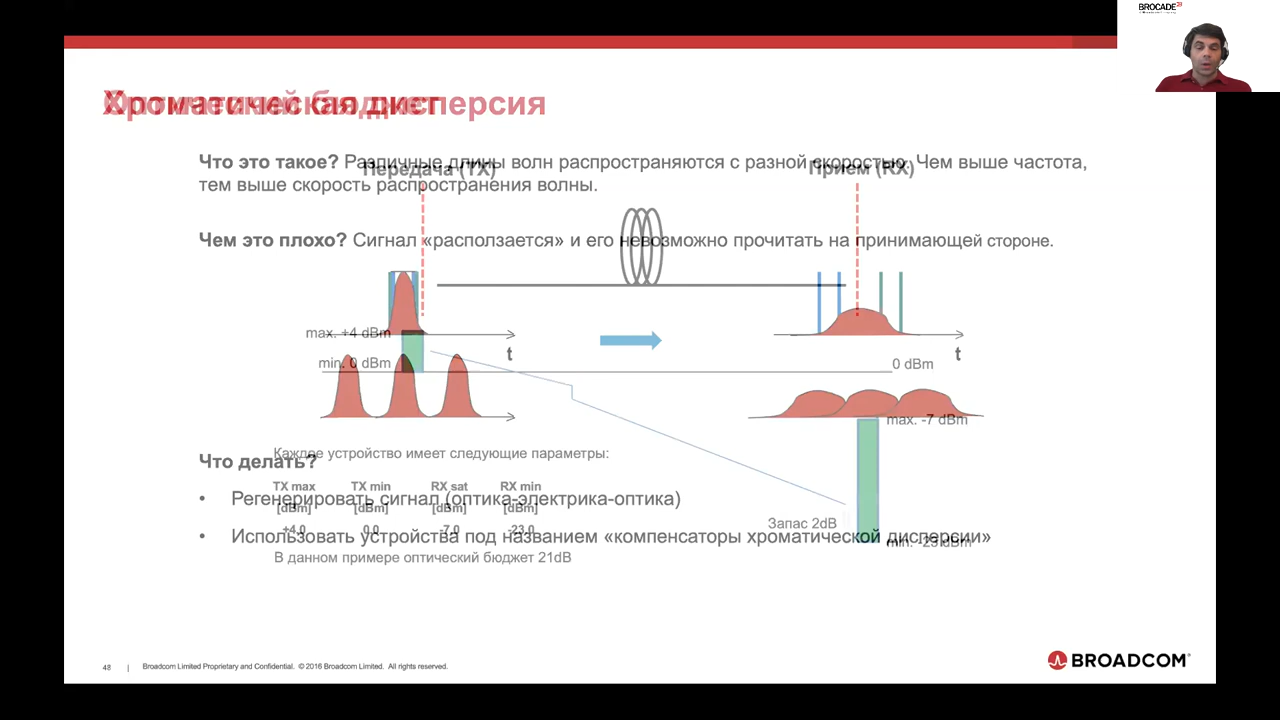 BROCADE
Оптический бюджет
Хроматическая дисперсия
Что это такое? Различные длины волн распространяются с разной скоростью. Чем выше частота,
тем выше скорость распространения волны.
Передача (TX)
Прием (RX)
Чем это плохо? Сигнал «расползается» и его невозможно прочитать на принимающей стороне.
max. +4 dBm
min. 0 dBm
t
t
0 dBm
max. -7 dBm
Каждое устройство имеет следующие параметры:
Что делать?
TX max TX min RX sat RX min
[dBm] [dBm] [dBm] [dBm]
• Регенерировать сигнал (оптика-электрика-оптика)
+4.0 0.0 -7.0 -23.0
Запас 2dB
• Использовать устройства под названием «компенсаторы хроматической дисперсии»
min. -23 dBm
В данном примере оптический бюджет 21dB
48 | Broadcom Limited Proprietary and Confidential. © 2016 Broadcom Limited. All rights reserved.
BROADCOM